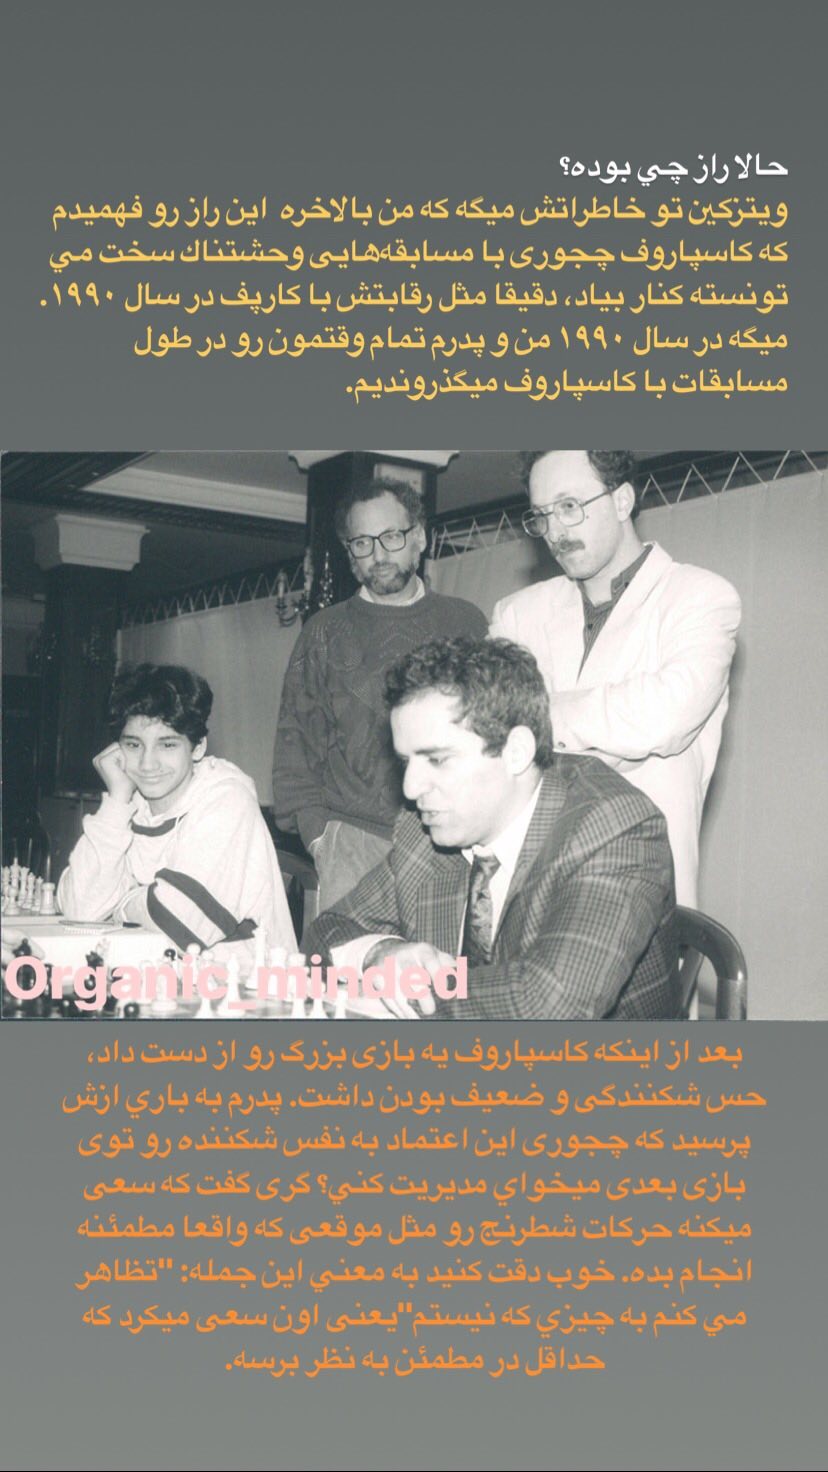 حالا راز چي بوده؟
ویتزکین تو خاطراتش میگه که من بالاخره این راز رو فهمیدم
که کاسپاروف چجوری با مسابقه‌هایی وحشتناك سخت مي
تونسته کنار بیاد، دقیقا مثل رقابتش با کارپف در سال ۱۹۹۰.
میگه در سال ۱۹۹۰ من و پدرم تمام وقتمون رو در طول
مسابقات با کاسپاروف میگذروندیم.
Organic_minded
بعد از اینکه کاسپاروف یه بازی بزرگ رو از دست داد،
حس شکنندگی و ضعیف بودن داشت. پدرم به باري ازش
پرسید که چجوری این اعتماد به نفس شکننده رو توی
بازی بعدی میخواي مدیریت کني؟ گری گفت که سعی
میکنه حرکات شطرنج رو مثل موقعی که واقعا مطمئنه
انجام بده. خوب دقت کنید به معني این جمله: "تظاهر
مي کنم به چیزي که نیستم"یعنی اون سعی میکرد که
حداقل در مطمئن به نظر برسه.